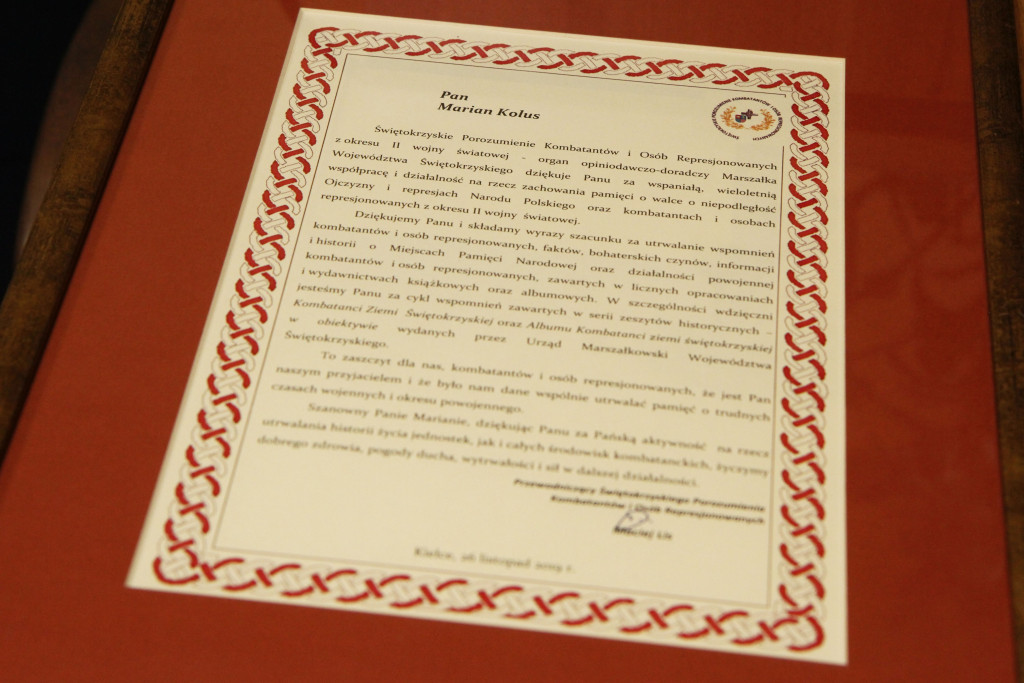 Pan
Marian Kolus
Świętokrzyskie Porozumienie Kombatantów i Osób Represjonowanych
z okresu II wojny światowej - organ opiniodawczo-doradczy Marszałka
Województwa Świętokrzyskiego dziękuje Panu za wspaniałą, wieloletnią
współpracę i działalność na rzecz zachowania pamięci o walce o niepodległość
Ojczyzny i represjach Narodu Polskiego oraz kombatantach i osobach
represjonowanych z okresu II wojny światowej.
Dziękujemy Panu i składamy wyrazy szacunku za utrwalanie wspomnień
kombatantów i osób represjonowanych, faktów, bohaterskich czynów, informacji
i historii o Miejscach Pamięci Narodowej oraz działalności powojennej
kombatantów i osób represjonowanych, zawartych w licznych opracowaniach
i wydawnictwach książkowych oraz albumowych. W szczególności wdzięczni
jesteśmy Panu za cykl wspomnień zawartych w serii zeszytów historycznych –
Kombatanci Ziemi Świętokrzyskiej oraz Albumu Kombatanci ziemi świętokrzyskiej
w obiektywie wydanych przez Urząd Marszałkowski Województwa
Świętokrzyskiego.
To zaszczyt dla nas, kombatantów i osób represjonowanych, że jest Pan
naszym przyjacielem i że było nam dane wspólnie utrwalać pamięć o trudnych
czasach wojennych i okresu powojennego.
Szanowny Panie Marianie, dziękując Panu za Pańską aktywność na rzecz
utrwalania historii życia jednostek, jak i całych środowisk kombatanckich, życzymy
dobrego zdrowia, pogody ducha, wytrwałości i sił w dalszej działalności.
Przewodniczący Świętokrzyskiego Porozumienia
Kombatantów i Osób Represjonowanych
Lis
Kielce, 26 listopad 2019 r.